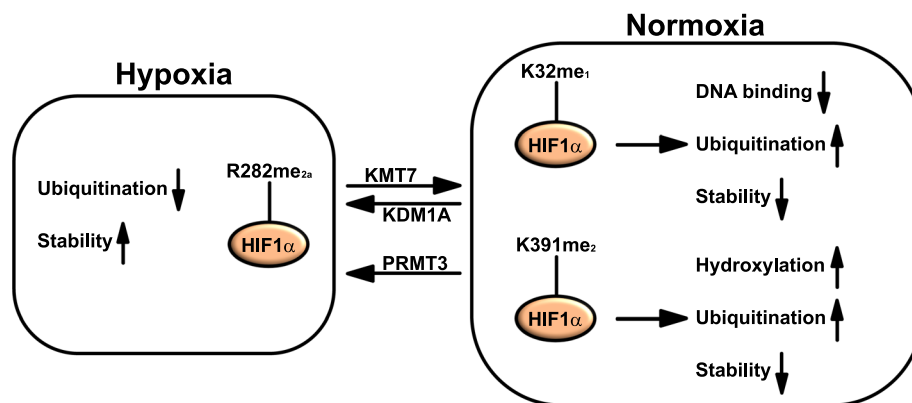 Hypoxia
Ubiquitination
Stability
R282me2a
HIF1α
KMT7
KDM1A
PRMT3
Normoxia
K32me1
HIF1α
DNA binding
Ubiquitination
Stability
K391me2
HIF1α
Hydroxylation
Ubiquitination
Stability